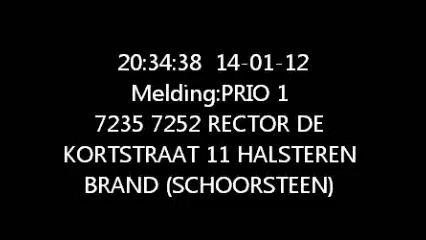 20:34:38 14-01-12
Melding:PRIO 1
7235 7252 RECTOR DE
KORTSTRAAT 11 HALSTEREN
BRAND (SCHOORSTEEN)